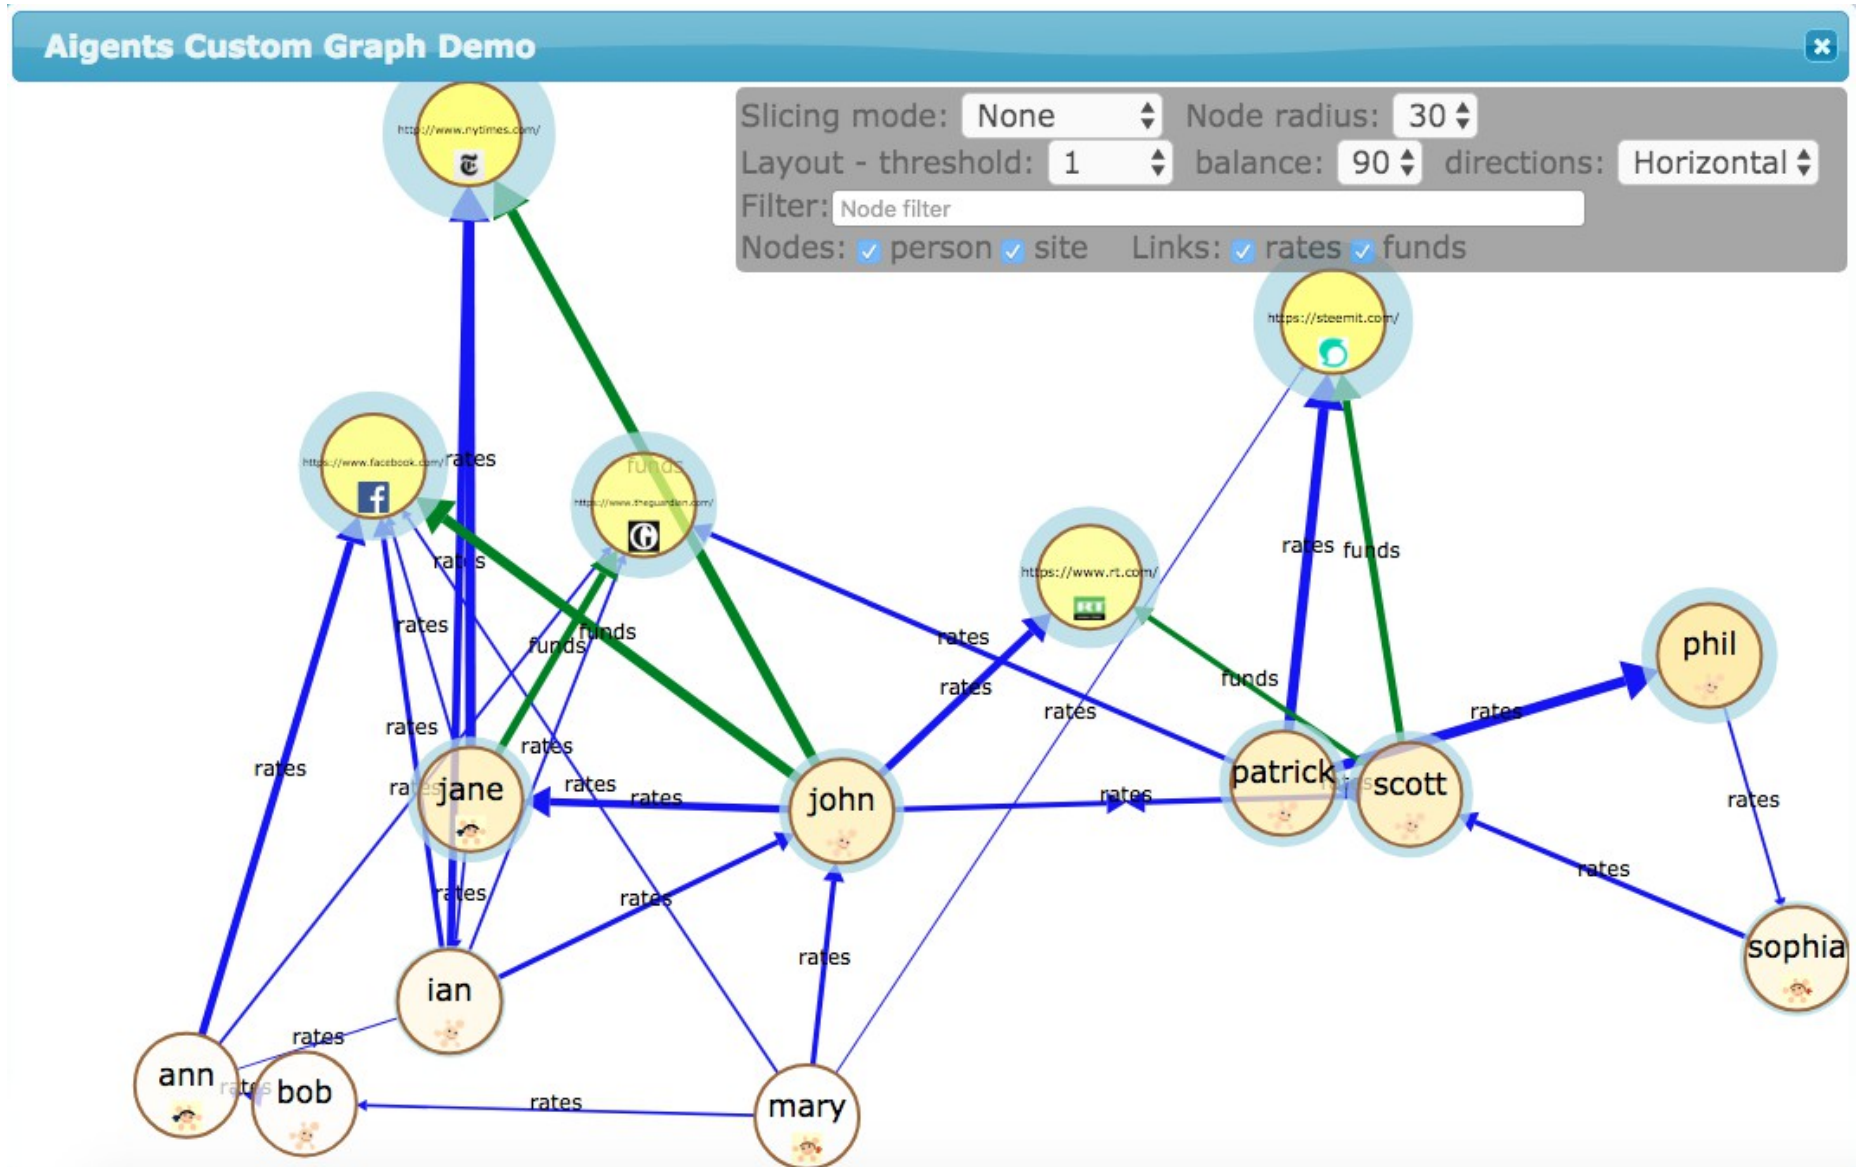 Aigents Custom Graph Demo
Slicing mode: None Node radius: 30
Layout - threshold: 1 balance: 90 directions: Horizontal
Filter: Node filter
Nodes: person site Links: rates funds
http://www.nytimes.com/
https://steemit.com/
https://www.facebook.com/
rates
funds
https://www.theguardian.com/
rates
funds
rates
https://www.rt.com/
RT
rates
funds
funds
rates
rates
phil
funds
rates
rates
rates
rates
rates
rates
rates
rates
jane
rates
rates
john
rates
patrick
rates
scott
rates
rates
rates
rates
rates
ian
sophia
rates
ann
rates
bob
rates
mary